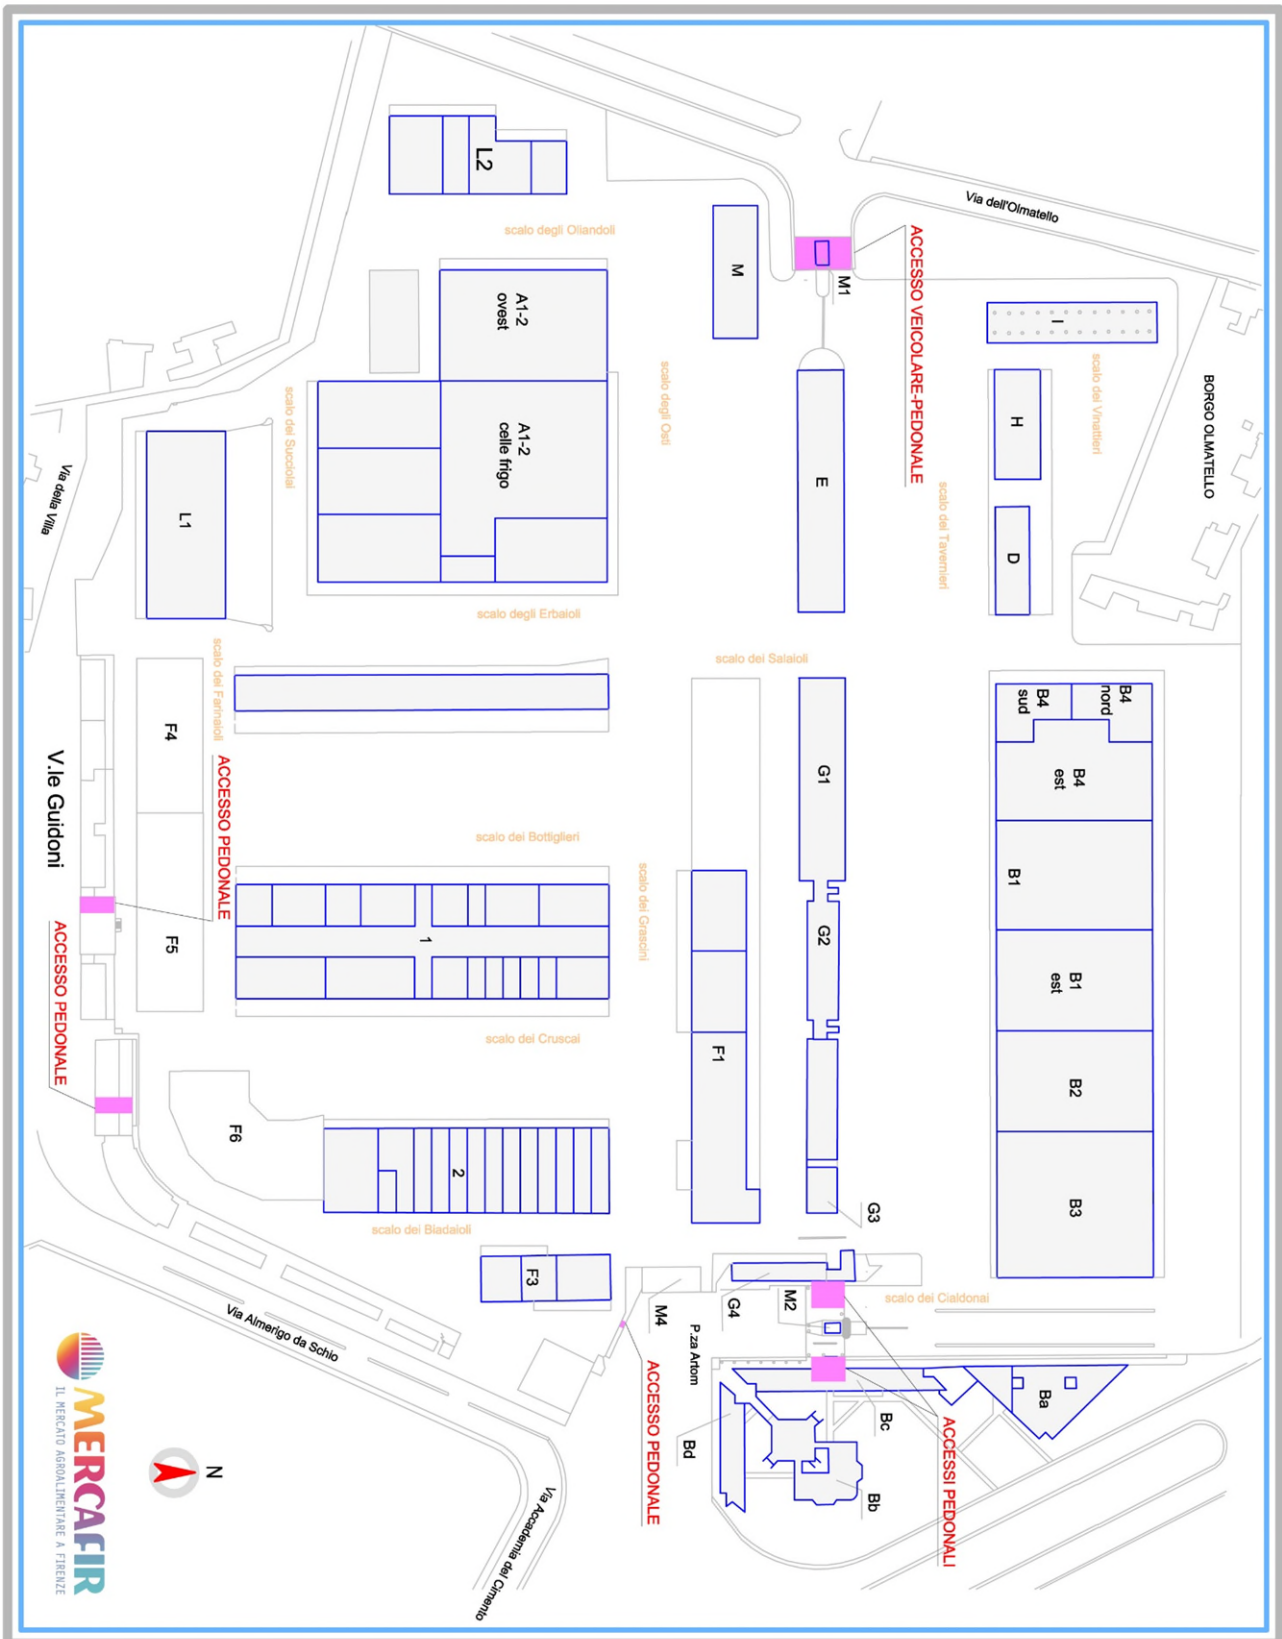 Via dell'Olmatello
L2
scalo degli Oliandoli
M
M1
ACCESSO VEICOLARE-PEDONALE
I
scalo dei Vinattieri
BORGO OLMATELLO
A1-2
ovest
scalo degli Osti
H
A1-2
celle frigo
E
scalo dei Tavernieri
D
scalo dei Succiolai
Via della Villa
L1
scalo degli Erbaioli
scalo dei Salaioli
scalo dei Farinaioli
F4
V.le Guidoni
ACCESSO PEDONALE
G1
B4
nord
B4
sud
B4
est
scalo dei Bottiglieri
scalo dei Grascini
B1
1
G2
F5
B1
est
ACCESSO PEDONALE
scalo dei Cruscai
F1
B2
F6
2
G3
B3
scalo dei Biadaioli
F3
M4
G4
M2
scalo dei Cialdonai
Via Almerigo da Schio
P.za Artom
ACCESSO PEDONALE
Bd
Bc
Ba
Bb
ACCESSI PEDONALI
Via Accademia del Cimento
N
MERCAFIR
IL MERCATO AGROALIMENTARE A FIRENZE